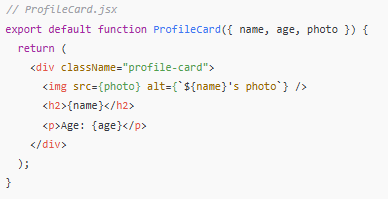 // ProfileCard.jsx
export default function ProfileCard({ name, age, photo }) {
  return (
    <div className="profile-card">
      <img src={photo} alt={`${name}'s photo`} />
      <h2>{name}</h2>
      <p>Age: {age}</p>
    </div>
  );
}